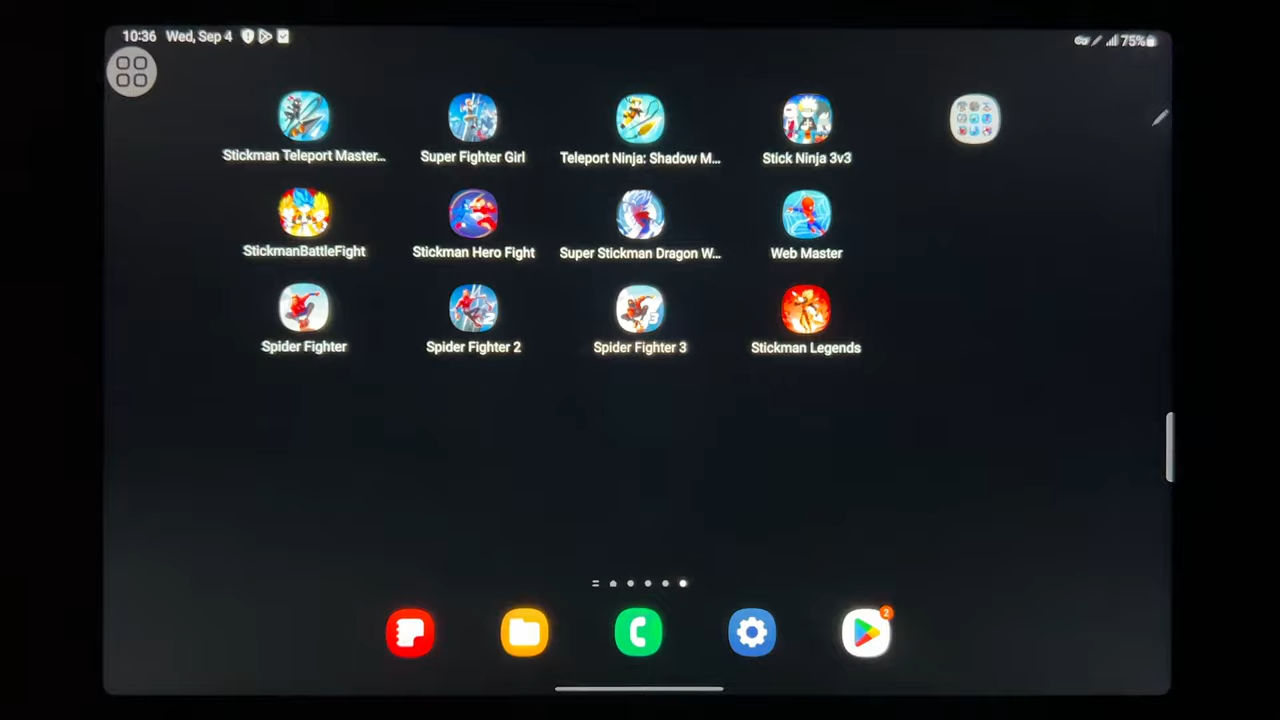 10:36 Wed, Sep 4
75%
Stickman Teleport Master...
Super Fighter Girl
Teleport Ninja: Shadow M...
Stick Ninja 3v3
StickmanBattleFight
Stickman Hero Fight
Super Stickman Dragon W...
Web Master
Spider Fighter
Spider Fighter 2
Spider Fighter 3
Stickman Legends
2